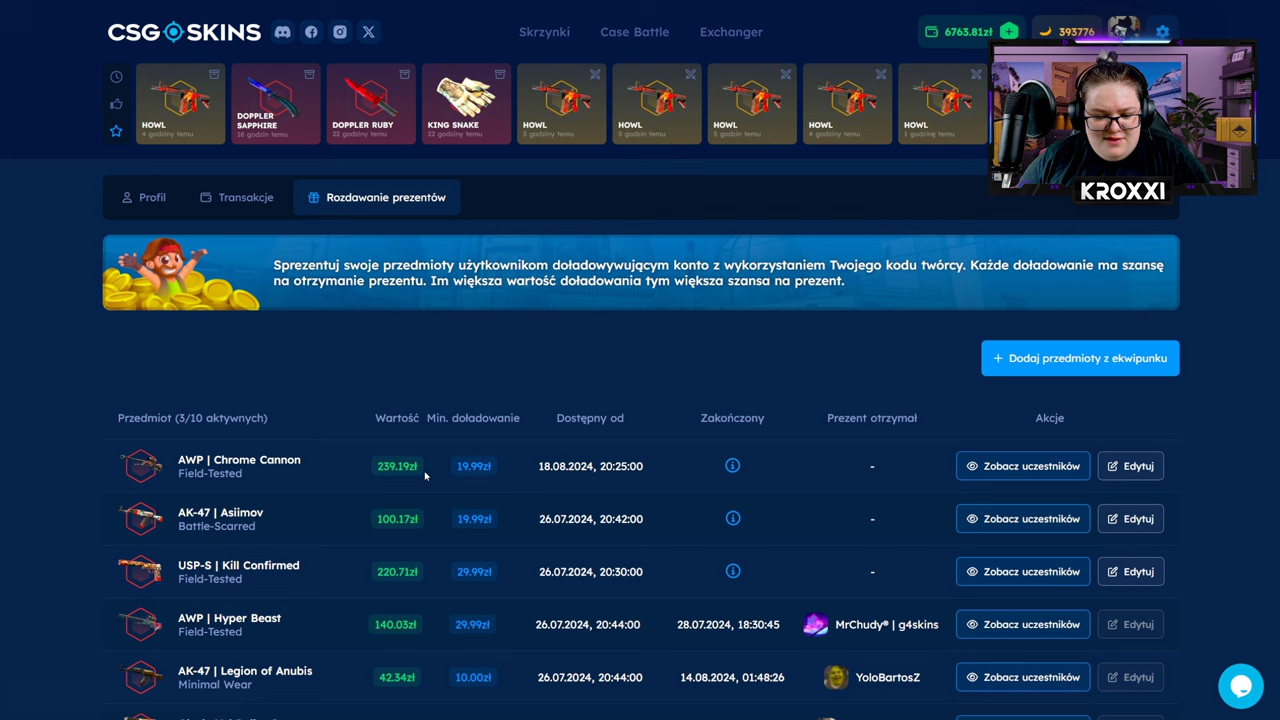 CSG SKINS
Skrzynki
Case Battle
Exchanger
6763.81zł
393776
HOWL
4 godziny temu
DOPPLER
SAPPHIRE
18 godzin temu
DOPPLER RUBY
22 godziny temu
KING SNAKE
22 godziny temu
HOWL
3 godziny temu
HOWL
5 godzin temu
HOWL
5 godzin temu
HOWL
4 godziny temu
HOWL
1 godzinę temu
KROXXI
Profil
Transakcje
Rozdawanie prezentów
Sprezentuj swoje przedmioty użytkownikom doładowywującym konto z wykorzystaniem Twojego kodu twórcy. Każde doładowanie ma szansę
na otrzymanie prezentu. Im większa wartość doładowania tym większa szansa na prezent.
+ Dodaj przedmioty z ekwipunku
Przedmiot (3/10 aktywnych) Wartość Min. doładowanie Dostępny od Zakończony Prezent otrzymał Akcje
AWP | Chrome Cannon
Field-Tested
239.19zł 19.99zł 18.08.2024, 20:25:00 - Zobacz uczestników Edytuj
AK-47 | Asiimov
Battle-Scarred
100.17zł 19.99zł 26.07.2024, 20:42:00 - Zobacz uczestników Edytuj
USP-S | Kill Confirmed
Field-Tested
220.71zł 29.99zł 26.07.2024, 20:30:00 - Zobacz uczestników Edytuj
AWP | Hyper Beast
Field-Tested
140.03zł 29.99zł 26.07.2024, 20:44:00 28.07.2024, 18:30:45 MrChudy® | g4skins Zobacz uczestników Edytuj
AK-47 | Legion of Anubis
Minimal Wear
42.34zł 10.00zł 26.07.2024, 20:44:00 14.08.2024, 01:48:26 YoloBartosZ Zobacz uczestników Edytuj